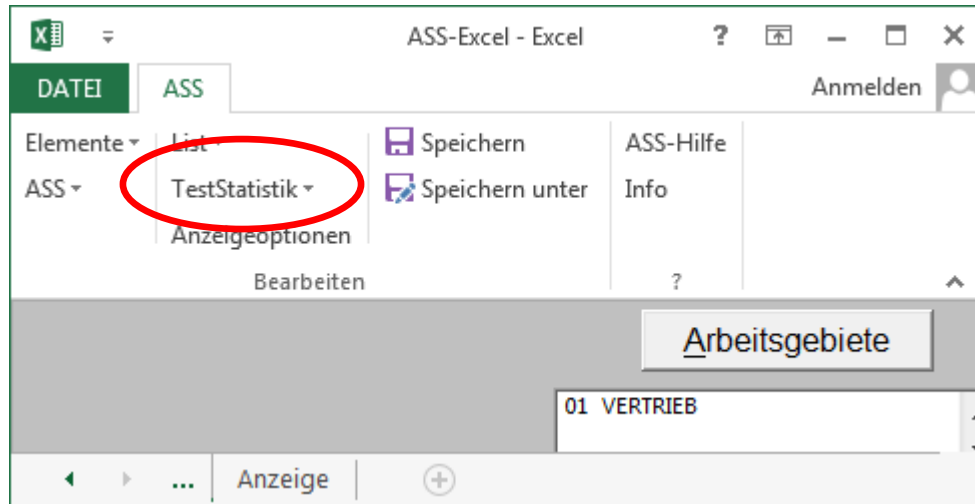 ASS-Excel - Excel
?
DATEI
ASS
Anmelden
Elemente
List
Speichern
ASS-Hilfe
ASS
TestStatistik
Speichern unter
Info
Anzeigeoptionen
Bearbeiten
?
Arbeitsgebiete
01 VERTRIEB
...
Anzeige